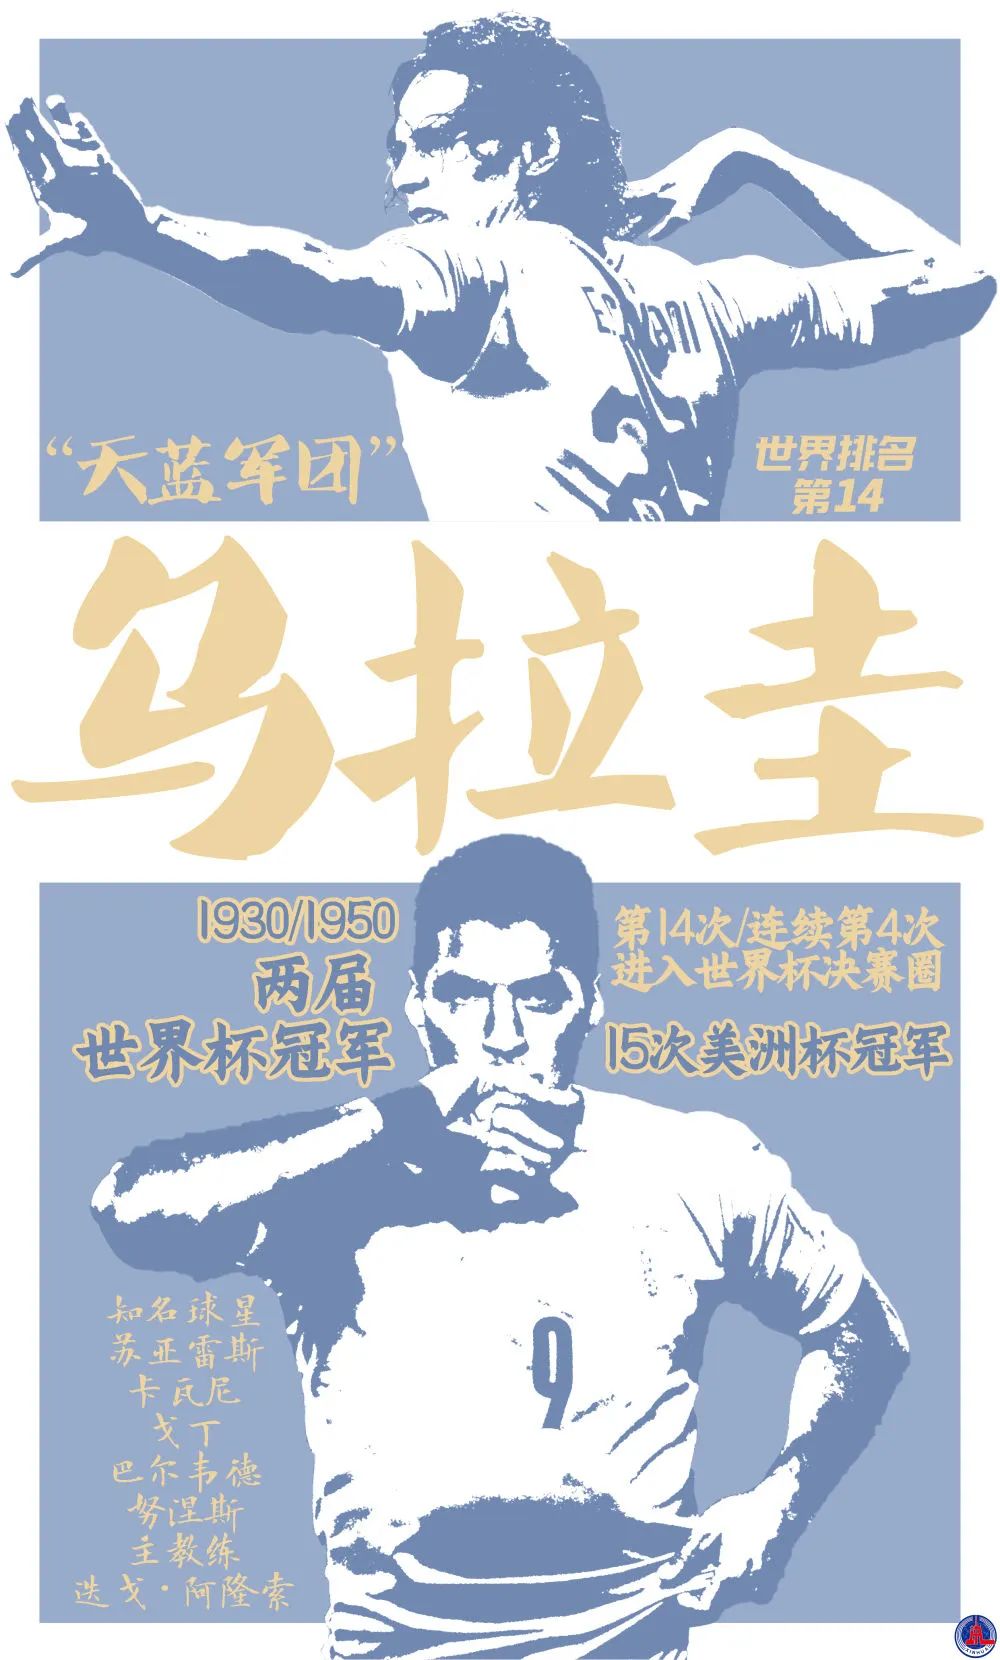 “天蓝军团”
世界排名
第14
乌拉圭
1930/1950
两届
世界杯冠军
第14次/连续第4次
进入世界杯决赛圈
15次美洲杯冠军
9
知名球星
苏亚雷斯
卡瓦尼
戈丁
巴尔韦德
努涅斯
主教练
迭戈·阿隆索
XINHUA